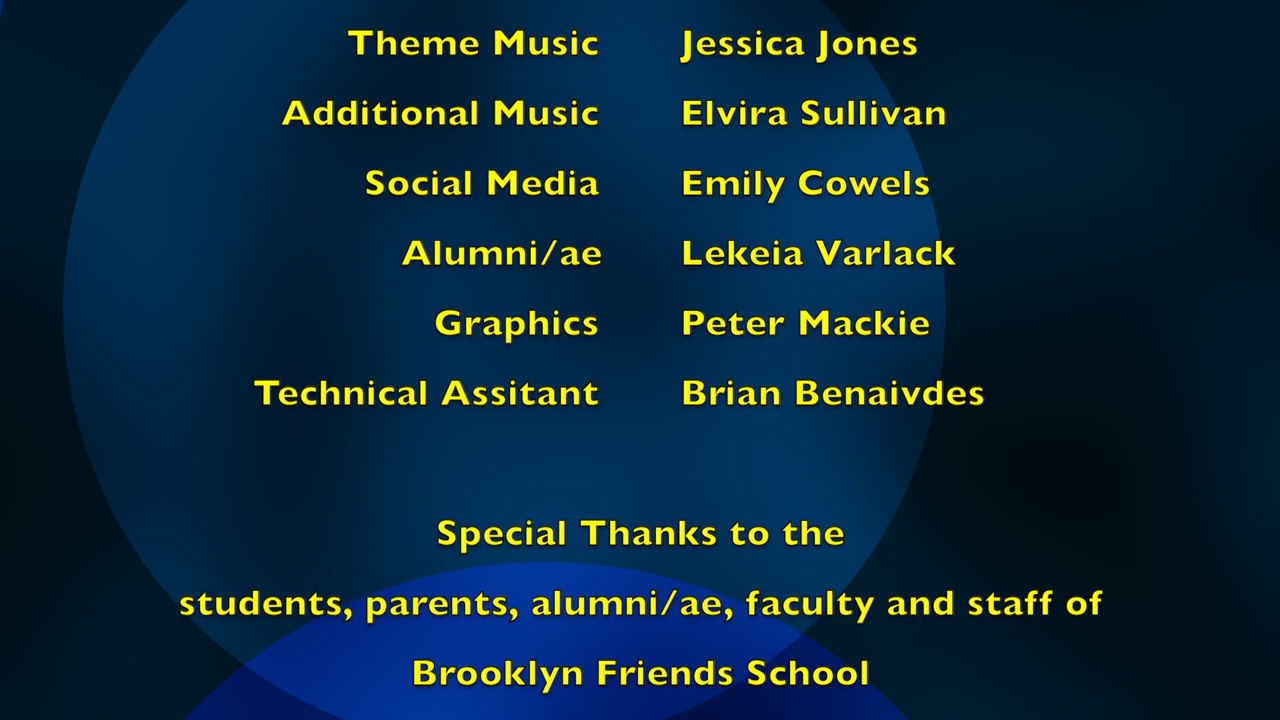 Theme Music Jessica Jones
Additional Music Elvira Sullivan
Social Media Emily Cowels
Alumni/ae Lekeia Varlack
Graphics Peter Mackie
Technical Assitant Brian Benaivdes
Special Thanks to the
students, parents, alumni/ae, faculty and staff of
Brooklyn Friends School